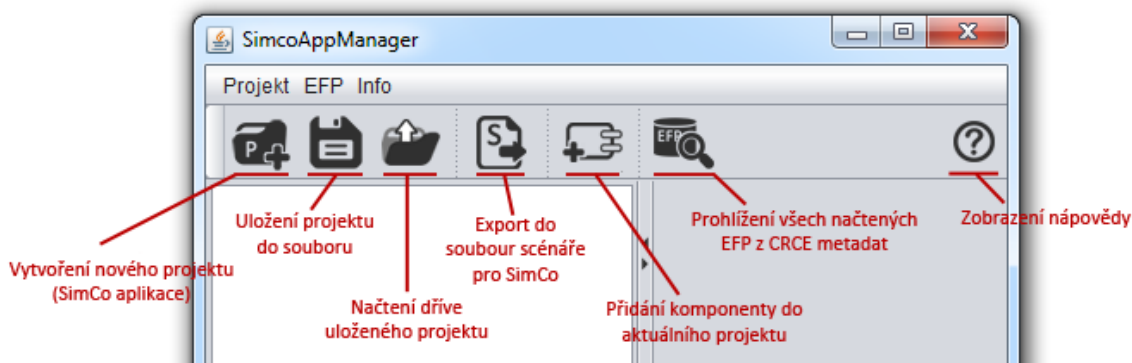 SimcoAppManager
Projekt EFP Info
P
S
EFP
?
Uložení projektu
do souboru
Export do
soubour scénáře
pro SimCo
Prohlížení všech načtených
EFP z CRCE metadat
Zobrazení nápovědy
Vytvoření nového projektu
(SimCo aplikace)
Načtení dříve
uloženého projektu
Přidání komponenty do
aktuálního projektu